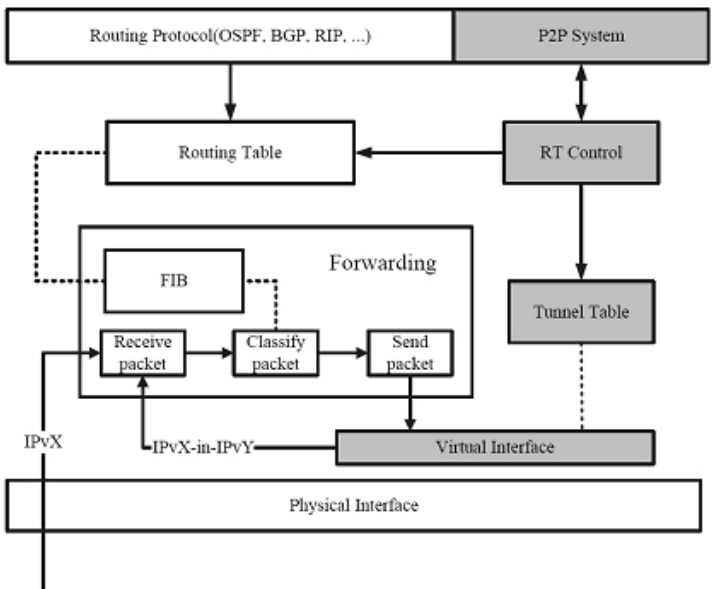 Routing Protocol(OSPF, BGP, RIP, ...)
P2P System
Routing Table
RT Control
Forwarding
FIB
Tunnel Table
Receive
packet
Classify
packet
Send
packet
IPvX
IPvX-in-IPvY
Virtual Interface
Physical Interface